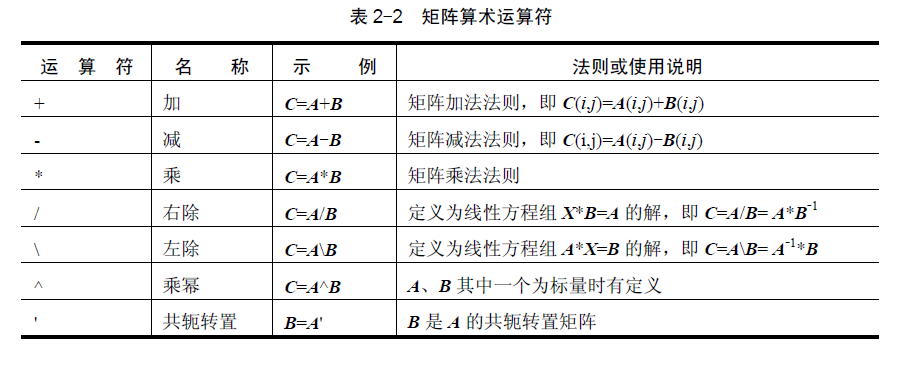 表 2-2 矩阵算术运算符
运 算 符 名 称 示 例 法则或使用说明
+ 加 C=A+B 矩阵加法法则，即 C(i,j)=A(i,j)+B(i,j)
- 减 C=A-B 矩阵减法法则，即 C(i,j)=A(i,j)-B(i,j)
* 乘 C=A*B 矩阵乘法法则
/ 右除 C=A/B 定义为线性方程组 X*B=A 的解，即 C=A/B= A*B⁻¹
\ 左除 C=A\B 定义为线性方程组 A*X=B 的解，即 C=A\B= A⁻¹*B
^ 乘幂 C=A^B A、B 其中一个为标量时有定义
' 共轭转置 B=A' B 是 A 的共轭转置矩阵